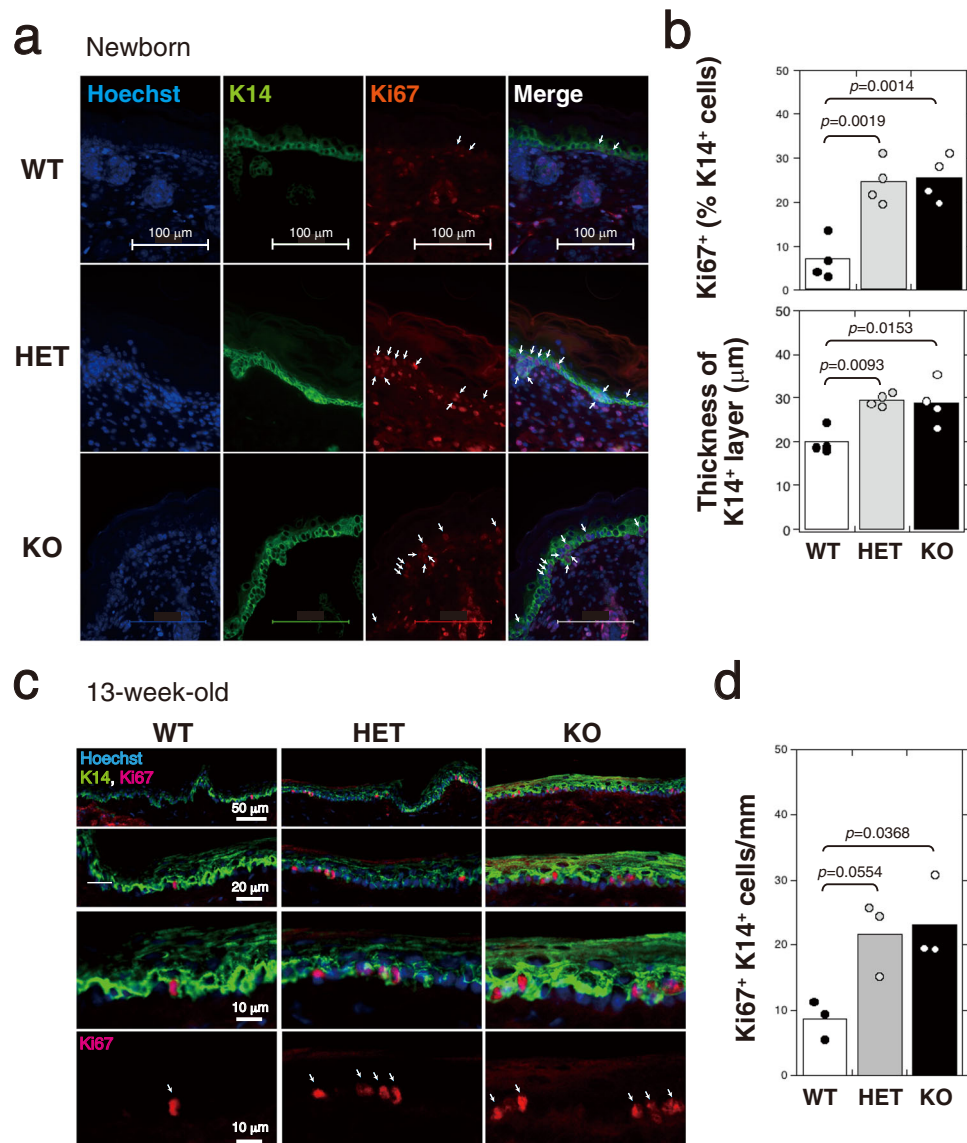 a Newborn
Hoechst K14 Ki67 Merge
WT
100 µm 100 µm 100 µm 100 µm
HET
KO
b
Ki67⁺ (% K14⁺ cells)
50
40
30
20
10
0
p=0.0014
p=0.0019
Thickness of
K14⁺ layer (µm)
50
40
30
20
10
0
p=0.0153
p=0.0093
WT HET KO
c 13-week-old
WT HET KO
Hoechst
K14, Ki67
50 µm
20 µm
10 µm
Ki67
10 µm
d
Ki67⁺ K14⁺ cells/mm
50
40
30
20
10
0
p=0.0368
p=0.0554
WT HET KO